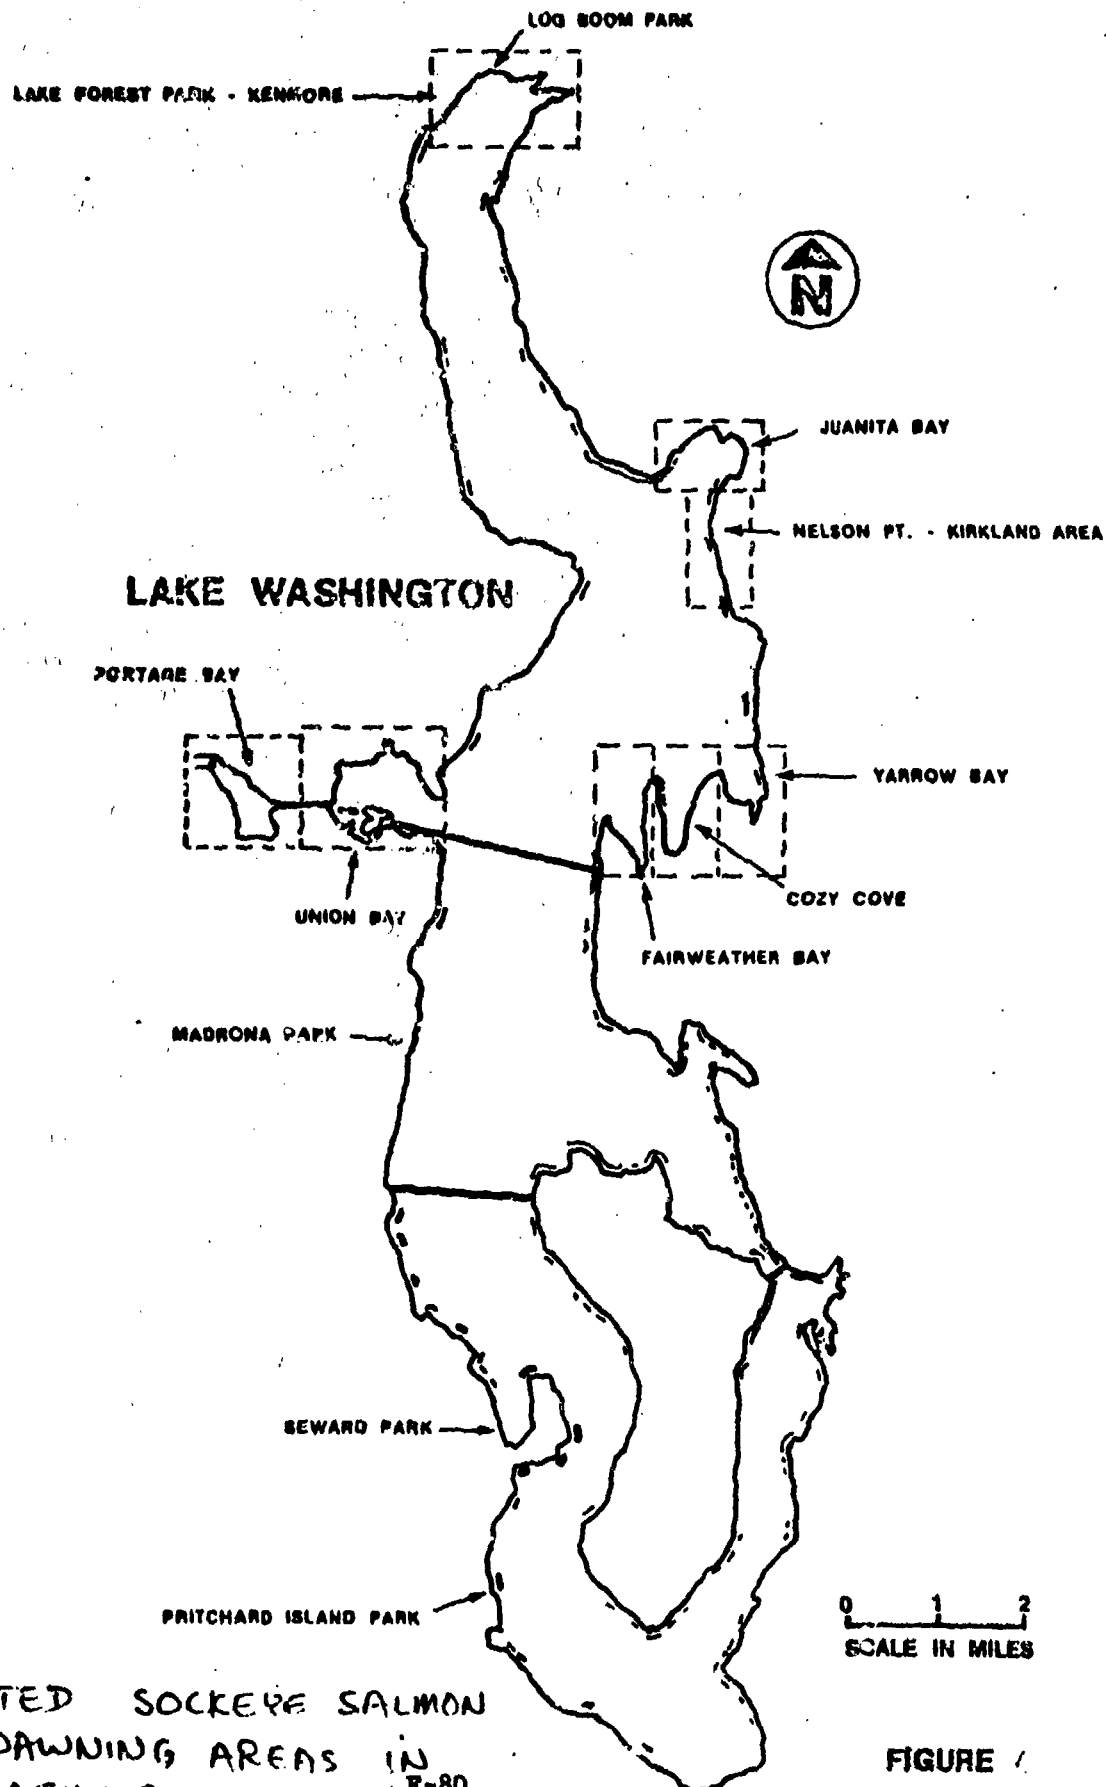 LOG BOOM PARK
LAKE FOREST PARK - KENMORE
N
JUANITA BAY
NELSON PT. - KIRKLAND AREA
LAKE WASHINGTON
PORTAGE BAY
YARROW BAY
COZY COVE
UNION BAY
FAIRWEATHER BAY
MADRONA PARK
SEWARD PARK
PRITCHARD ISLAND PARK
0 1 2
SCALE IN MILES
TED SOCKEYE SALMON
PAWNING AREAS IN
FIGURE